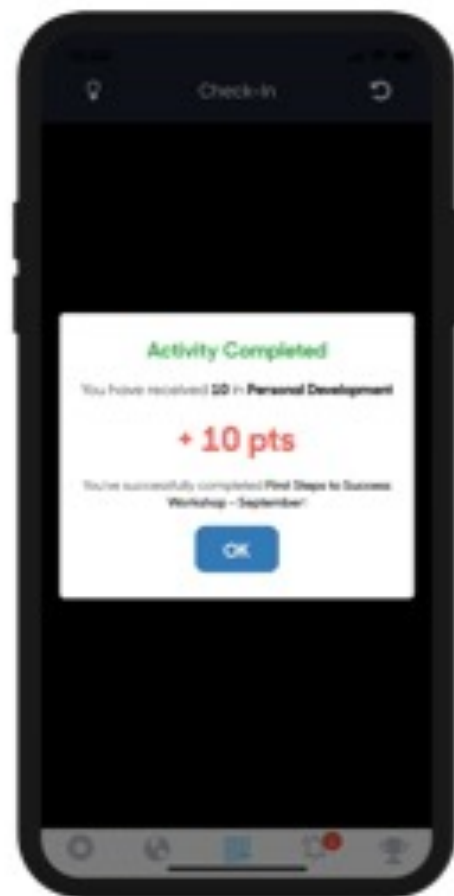 Check-In
Activity Completed
You have received 10 in Personal Development
+ 10 pts
You've successfully completed First Steps to Success
Workshop - September!
OK